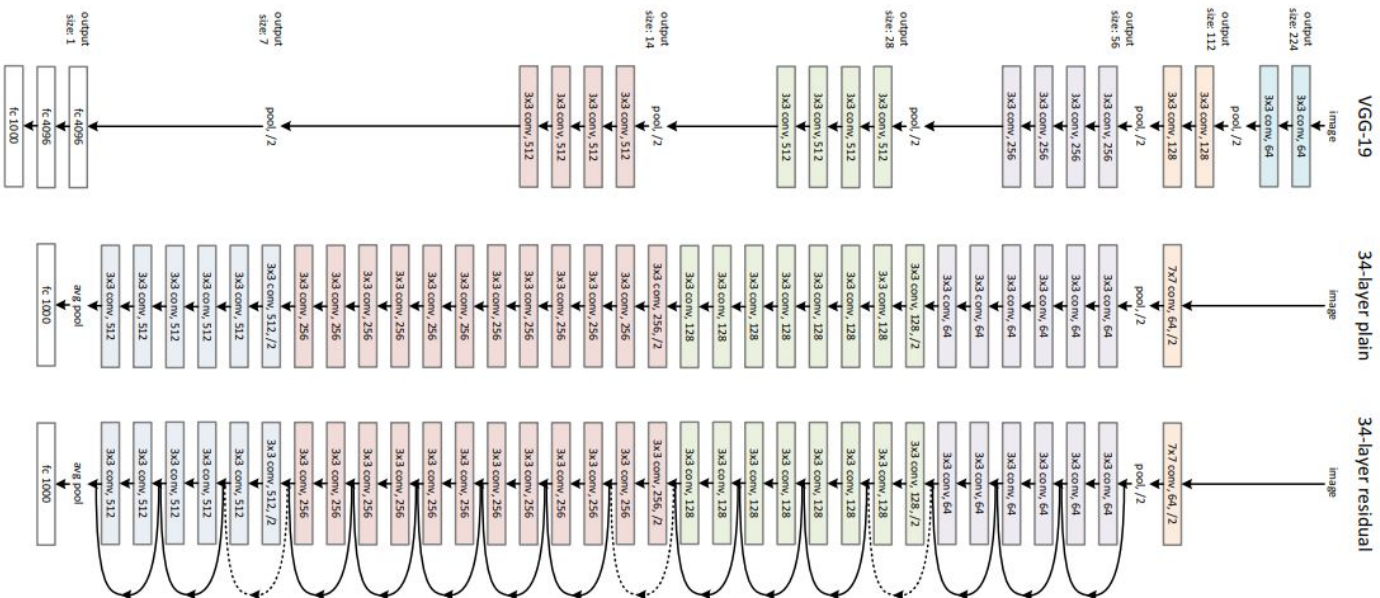 VGG-19
image
3x3 conv, 64
3x3 conv, 64
pool, /2
3x3 conv, 128
3x3 conv, 128
pool, /2
3x3 conv, 256
3x3 conv, 256
3x3 conv, 256
3x3 conv, 256
pool, /2
3x3 conv, 512
3x3 conv, 512
3x3 conv, 512
3x3 conv, 512
pool, /2
3x3 conv, 512
3x3 conv, 512
3x3 conv, 512
3x3 conv, 512
pool, /2
fc 4096
fc 4096
fc 1000
output
size: 224
output
size: 112
output
size: 56
output
size: 28
output
size: 14
output
size: 7
output
size: 1
34-layer plain
image
7x7 conv, 64, /2
pool, /2
3x3 conv, 64
3x3 conv, 64
3x3 conv, 64
3x3 conv, 64
3x3 conv, 64
3x3 conv, 64
3x3 conv, 128, /2
3x3 conv, 128
3x3 conv, 128
3x3 conv, 128
3x3 conv, 128
3x3 conv, 128
3x3 conv, 128
3x3 conv, 128
3x3 conv, 256, /2
3x3 conv, 256
3x3 conv, 256
3x3 conv, 256
3x3 conv, 256
3x3 conv, 256
3x3 conv, 256
3x3 conv, 256
3x3 conv, 256
3x3 conv, 256
3x3 conv, 256
3x3 conv, 256
3x3 conv, 512, /2
3x3 conv, 512
3x3 conv, 512
3x3 conv, 512
3x3 conv, 512
3x3 conv, 512
avg pool
fc 1000
34-layer residual
image
7x7 conv, 64, /2
pool, /2
3x3 conv, 64
3x3 conv, 64
3x3 conv, 64
3x3 conv, 64
3x3 conv, 64
3x3 conv, 64
3x3 conv, 128, /2
3x3 conv, 128
3x3 conv, 128
3x3 conv, 128
3x3 conv, 128
3x3 conv, 128
3x3 conv, 128
3x3 conv, 128
3x3 conv, 256, /2
3x3 conv, 256
3x3 conv, 256
3x3 conv, 256
3x3 conv, 256
3x3 conv, 256
3x3 conv, 256
3x3 conv, 256
3x3 conv, 256
3x3 conv, 256
3x3 conv, 256
3x3 conv, 256
3x3 conv, 512, /2
3x3 conv, 512
3x3 conv, 512
3x3 conv, 512
3x3 conv, 512
3x3 conv, 512
avg pool
fc 1000